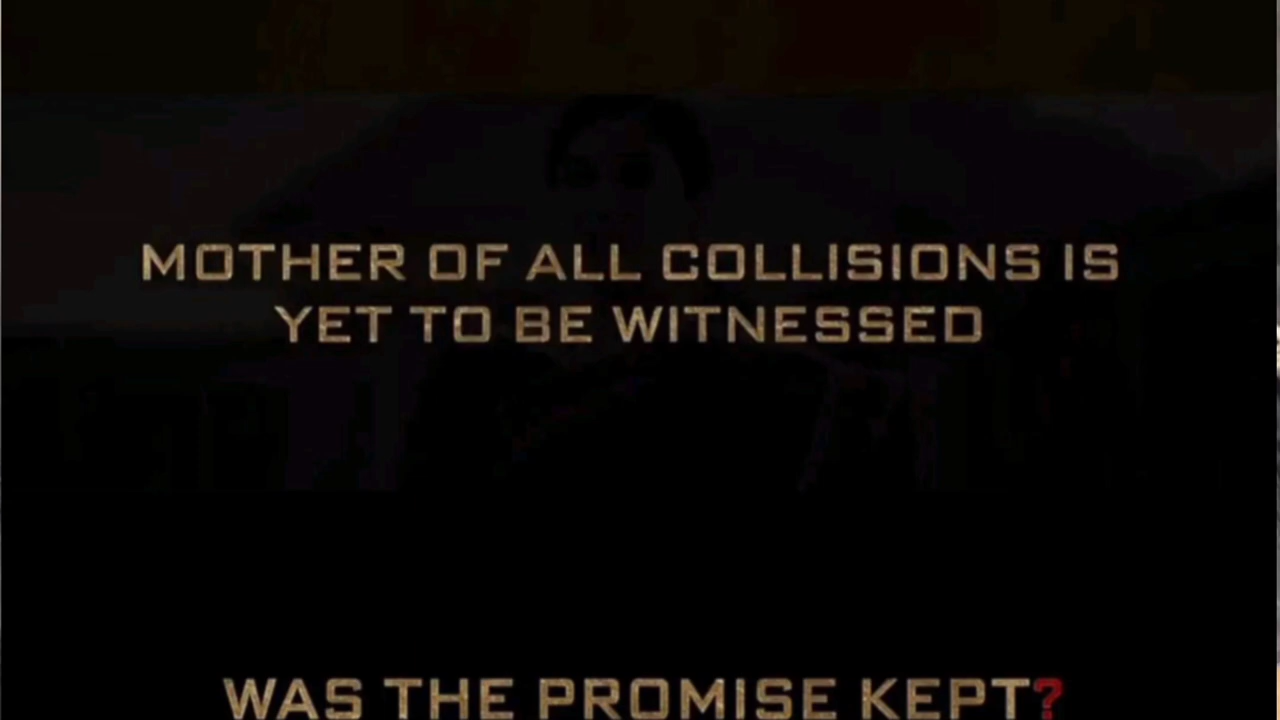 MOTHER OF ALL COLLISIONS IS
YET TO BE WITNESSED
WAS THE PROMISE KEPT?